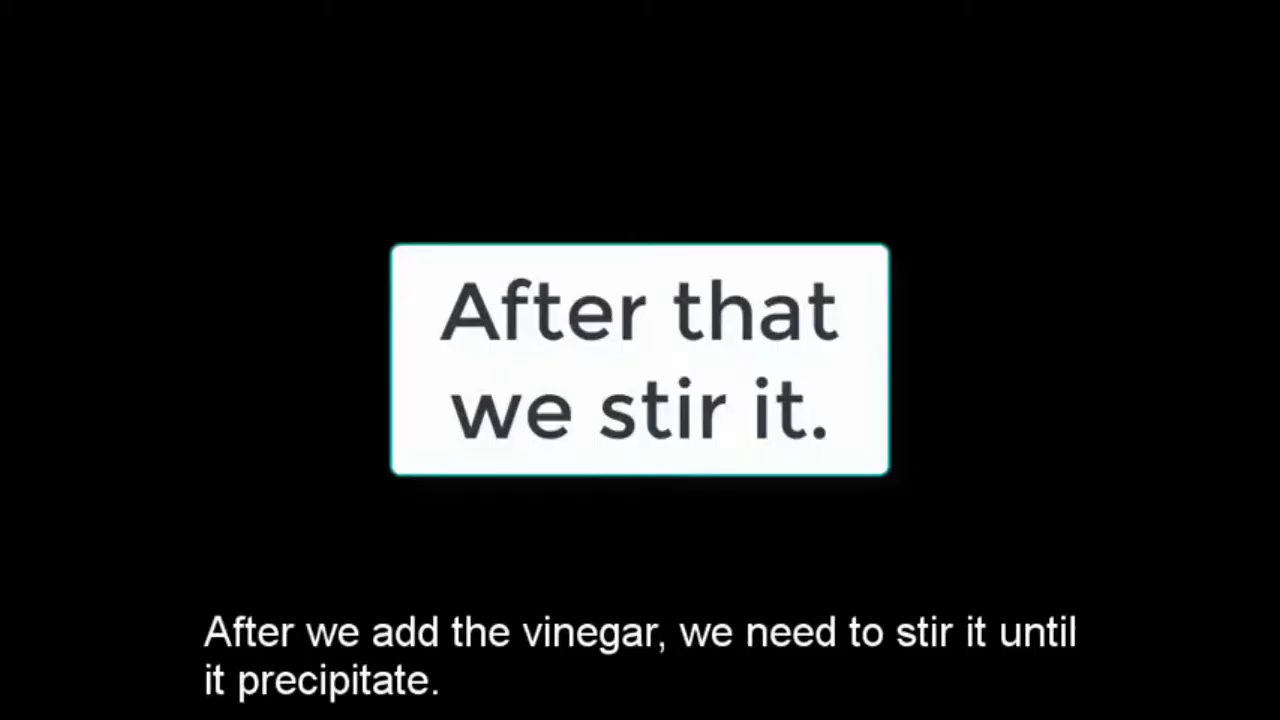 After that
we stir it.
After we add the vinegar, we need to stir it until
it precipitate.